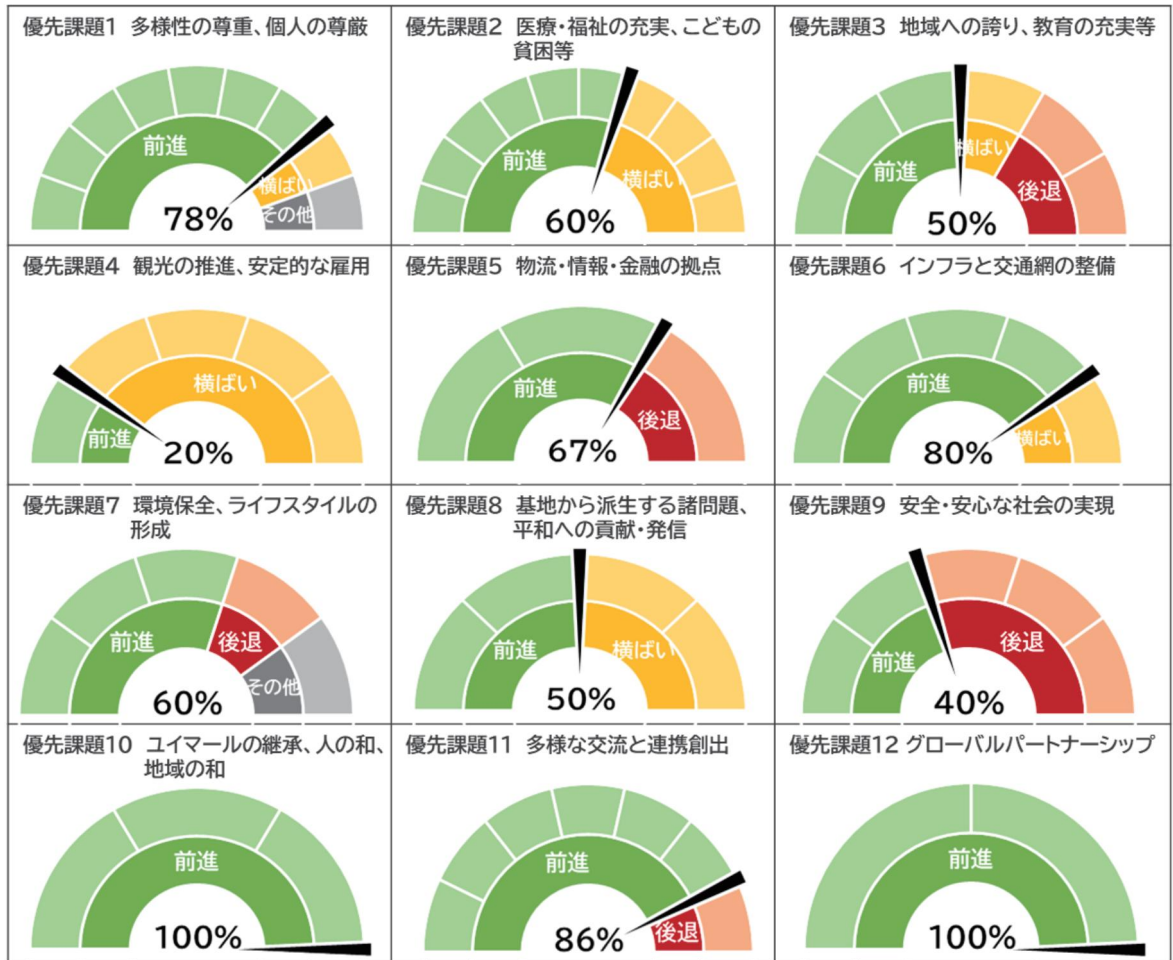 優先課題1 多様性の尊重、個人の尊厳
前進
横ばい
その他
78%
優先課題2 医療・福祉の充実、こどもの
貧困等
前進
横ばい
60%
優先課題3 地域への誇り、教育の充実等
前進
横ばい
後退
50%
優先課題4 観光の推進、安定的な雇用
横ばい
前進
20%
優先課題5 物流・情報・金融の拠点
前進
後退
67%
優先課題6 インフラと交通網の整備
前進
横ばい
80%
優先課題7 環境保全、ライフスタイルの
形成
前進
後退
その他
60%
優先課題8 基地から派生する諸問題、
平和への貢献・発信
前進
横ばい
50%
優先課題9 安全・安心な社会の実現
前進
後退
40%
優先課題10 ユイマールの継承、人の和、
地域の和
前進
100%
優先課題11 多様な交流と連携創出
前進
後退
86%
優先課題12 グローバルパートナーシップ
前進
100%